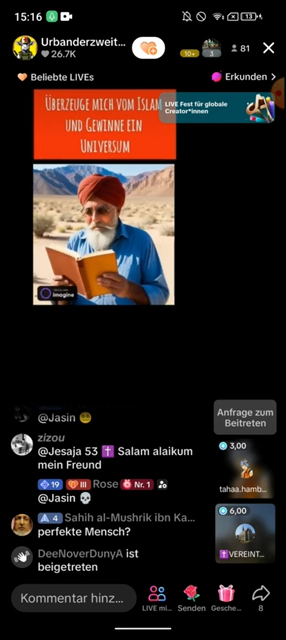 15:16
13
Urbanderzweit...
26.7K
10+
3
81
Beliebte LIVEs
Erkunden >
ÜBERZEUGE MICH VOM ISLAM
UND GEWINNE EIN
UNIVERSUM
LIVE Fest für globale
Creator*innen
imagine
@Jasin
Anfrage zum
Beitreten
zizou
@Jesaja 53 ✝️ Salam alaikum
mein Freund
3,00
tahaa.hamb...
19 III Rose Nr. 1
@Jasin 💀
4 Sahih al-Mushrik ibn Ka...
perfekte Mensch?
6,00
✝️VEREINT...
DeeNoverDunyA ist
beigetreten
Kommentar hinz...
LIVE mi...
Senden
Gesche...
8